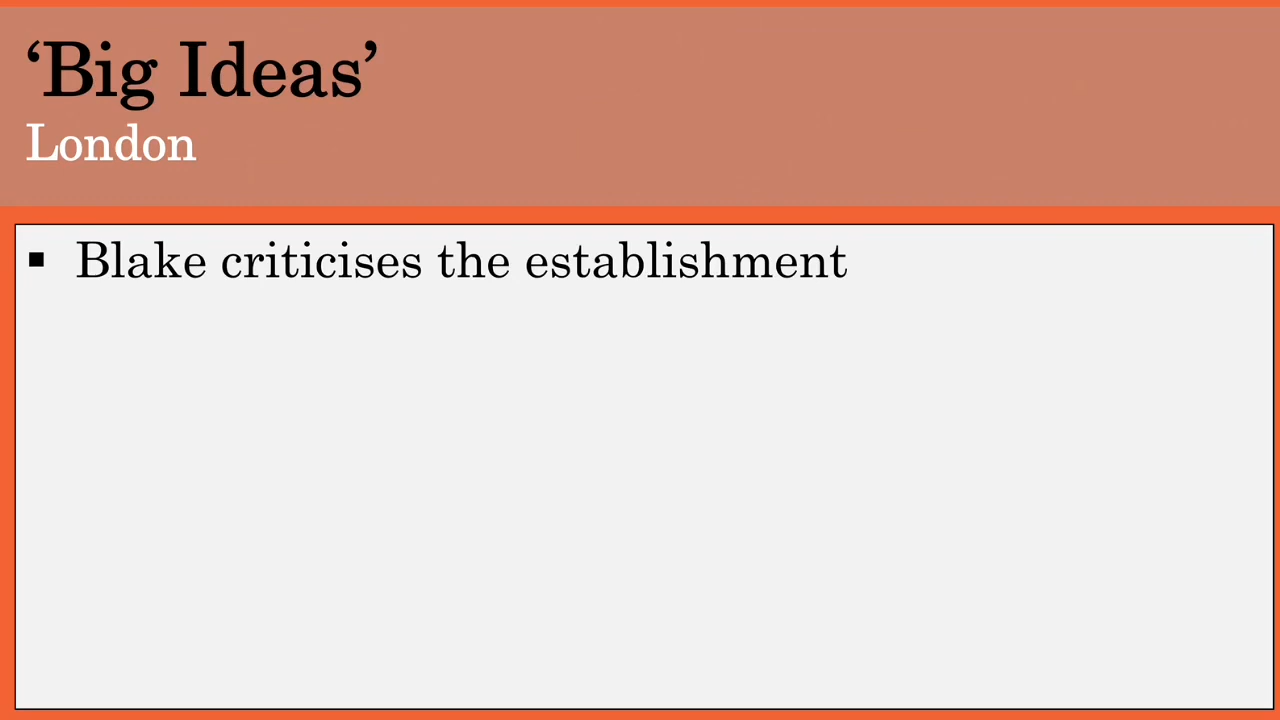 ‘Big Ideas’
London
▪ Blake criticises the establishment